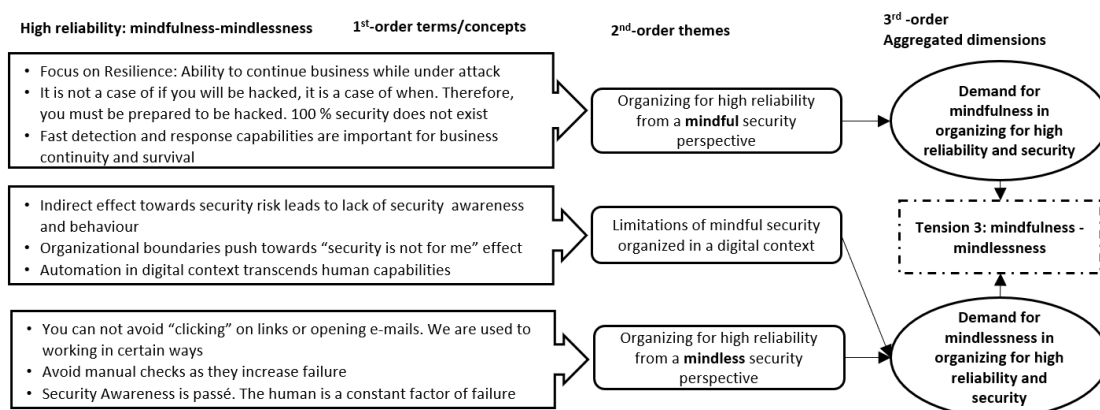 High reliability: mindfulness-mindlessness
1st-order terms/concepts
2nd-order themes
3rd -order
Aggregated dimensions
• Focus on Resilience: Ability to continue business while under attack
• It is not a case of if you will be hacked, it is a case of when. Therefore,
you must be prepared to be hacked. 100 % security does not exist
• Fast detection and response capabilities are important for business
continuity and survival
Organizing for high reliability
from a mindful security
perspective
Demand for
mindfulness in
organizing for high
reliability and security
• Indirect effect towards security risk leads to lack of security awareness
and behaviour
• Organizational boundaries push towards “security is not for me” effect
• Automation in digital context transcends human capabilities
Limitations of mindful security
organized in a digital context
Tension 3: mindfulness -
mindlessness
• You can not avoid “clicking” on links or opening e-mails. We are used to
working in certain ways
• Avoid manual checks as they increase failure
• Security Awareness is passé. The human is a constant factor of failure
Organizing for high reliability
from a mindless security
perspective
Demand for
mindlessness in
organizing for high
reliability and
security